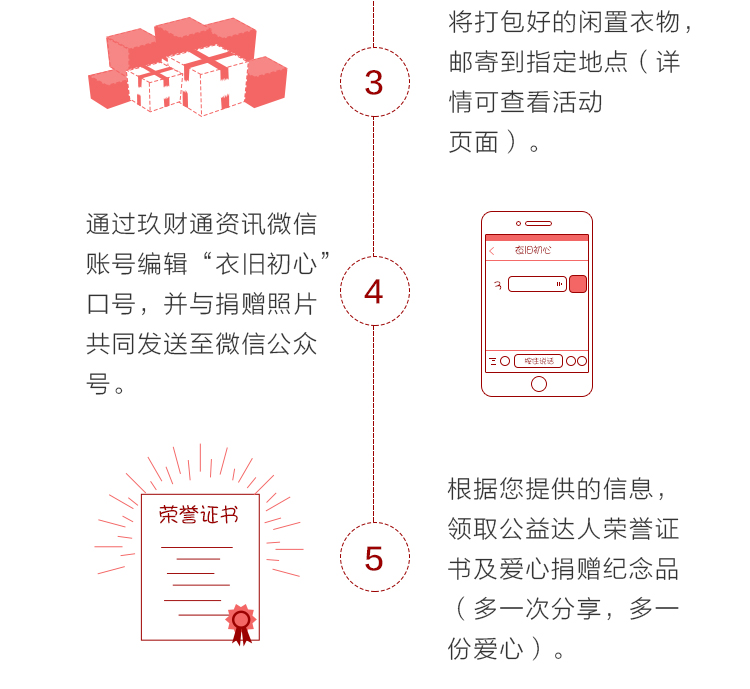 将打包好的闲置衣物，
邮寄到指定地点（详
情可查看活动
页面）。
3
通过玖财通资讯微信
账号编辑“衣旧初心”
口号，并与捐赠照片
共同发送至微信公众
号。
4
衣旧初心
3
按住说话
荣誉证书
5
根据您提供的信息，
领取公益达人荣誉证
书及爱心捐赠纪念品
（多一次分享，多一
份爱心）。